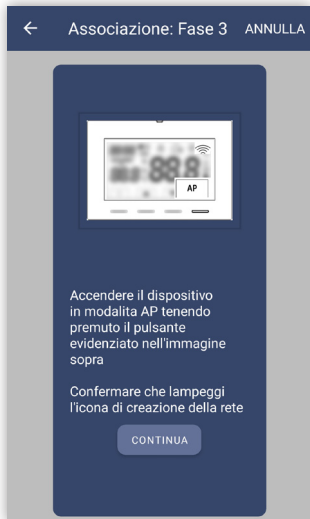 Associazione: Fase 3 ANNULLA
AP
Accendere il dispositivo
in modalita AP tenendo
premuto il pulsante
evidenziato nell'immagine
sopra
Confermare che lampeggi
l'icona di creazione della rete
CONTINUA